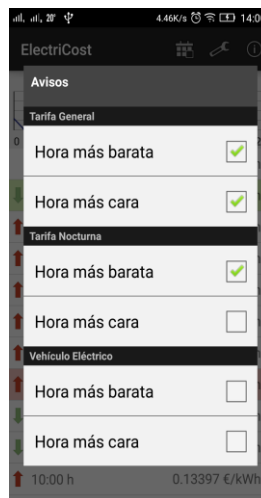 4.46K/s 14:0
ElectriCost
Avisos
Tarifa General
Hora más barata
Hora más cara
Tarifa Nocturna
Hora más barata
Hora más cara
Vehículo Eléctrico
Hora más barata
Hora más cara
10:00 h 0.13397 €/kWh